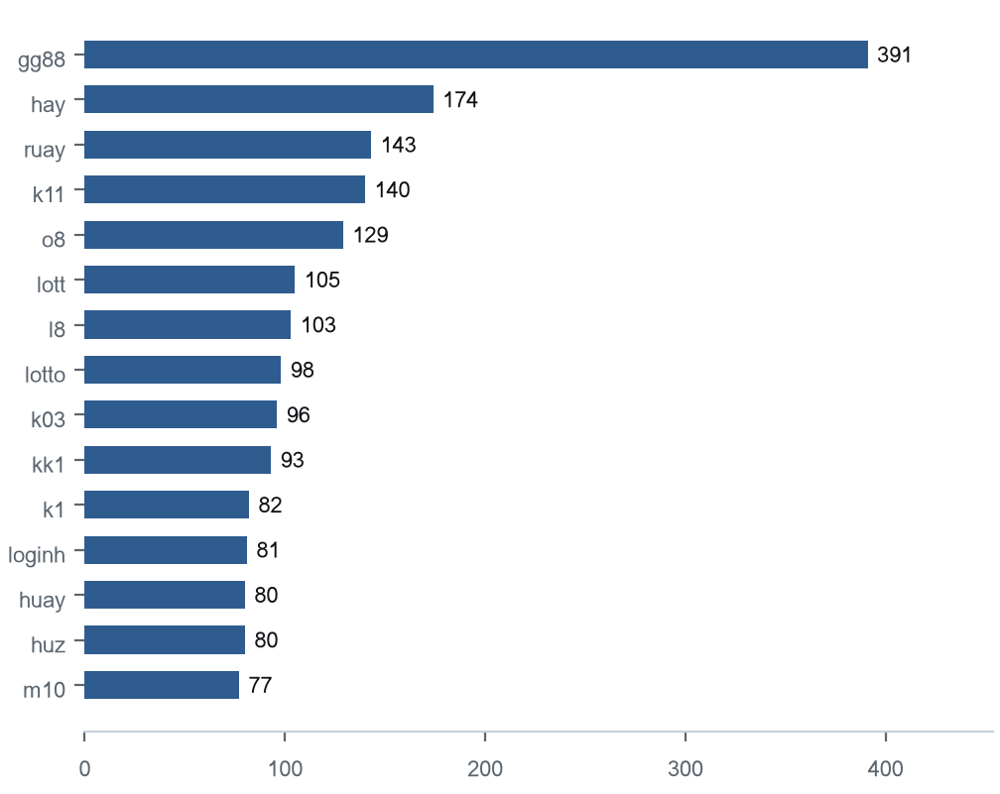 gg88 391
hay 174
ruay 143
k11 140
o8 129
lott 105
l8 103
lotto 98
k03 96
kk1 93
k1 82
loginh 81
huay 80
huz 80
m10 77
0 100 200 300 400